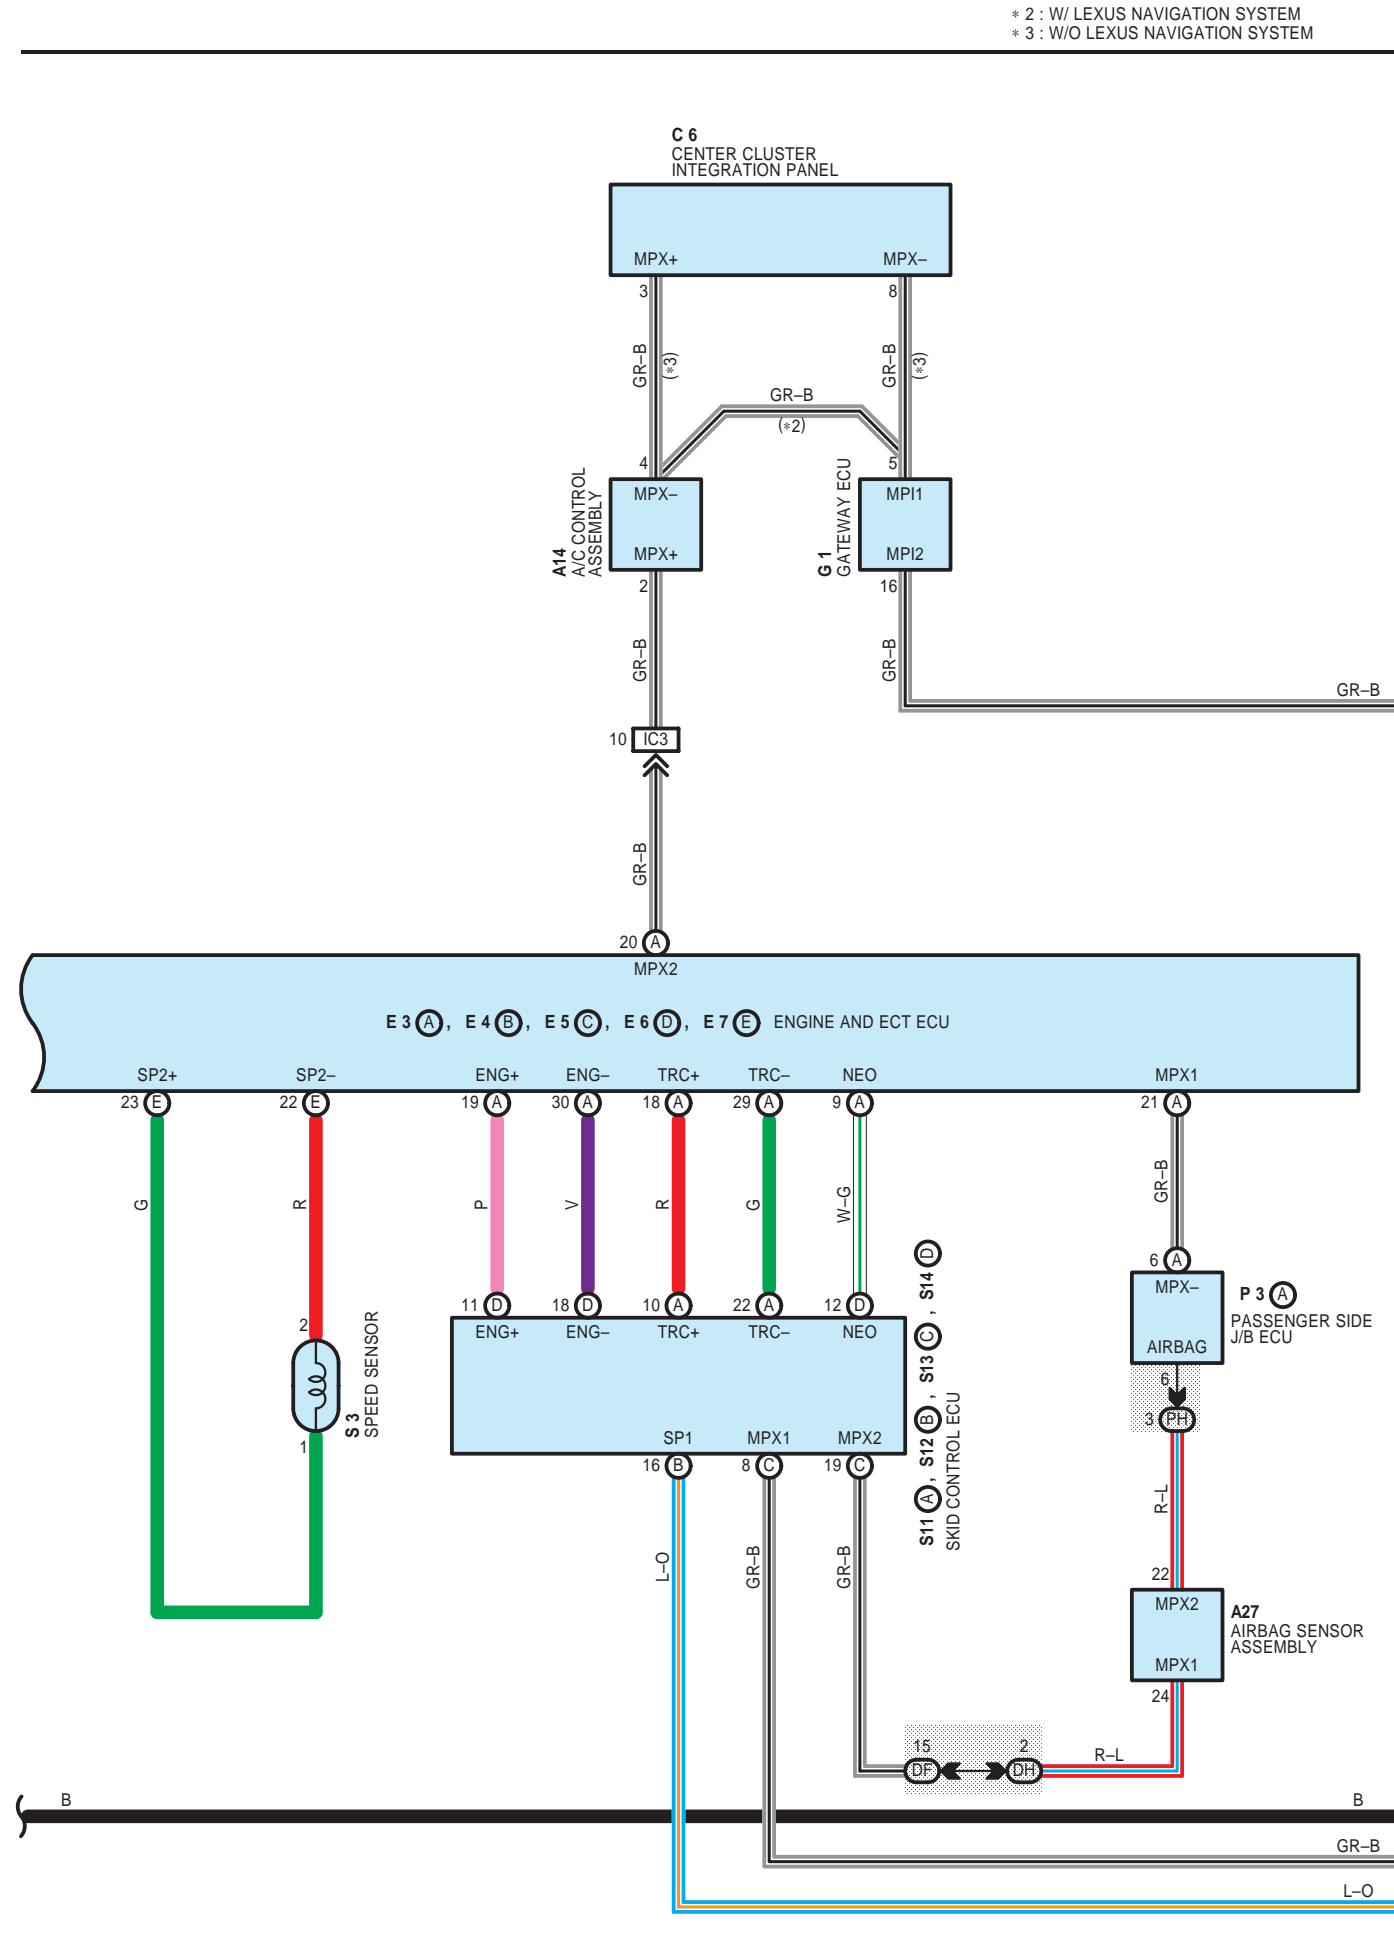 ∗ 2 : W/ LEXUS NAVIGATION SYSTEM
∗ 3 : W/O LEXUS NAVIGATION SYSTEM
C 6
CENTER CLUSTER
INTEGRATION PANEL
MPX+
MPX–
3
8
GR–B
(∗3)
GR–B
(∗3)
GR–B
(∗2)
4
5
MPX–
MPX+
A14
A/C CONTROL
ASSEMBLY
MPI1
MPI2
G 1
GATEWAY ECU
2
16
GR–B
GR–B
GR–B
10
IC3
GR–B
20
A
MPX2
E 3 A , E 4 B , E 5 C , E 6 D , E 7 E ENGINE AND ECT ECU
SP2+
SP2–
ENG+
ENG–
TRC+
TRC–
NEO
MPX1
23 E
22 E
19 A
30 A
18 A
29 A
9 A
21 A
G
R
P
V
R
G
W–G
GR–B
6 A
MPX–
AIRBAG
P 3 A
PASSENGER SIDE
J/B ECU
11 D
18 D
10 A
22 A
12 D
ENG+
ENG–
TRC+
TRC–
NEO
2
S 3
SPEED SENSOR
1
6
3
PH
SP1
MPX1
MPX2
16 B
8 C
19 C
S11 A , S12 B , S13 C , S14 D
SKID CONTROL ECU
R–L
L–O
GR–B
GR–B
22
MPX2
MPX1
A27
AIRBAG SENSOR
ASSEMBLY
24
15
DF
2
DH
R–L
B
B
GR–B
L–O